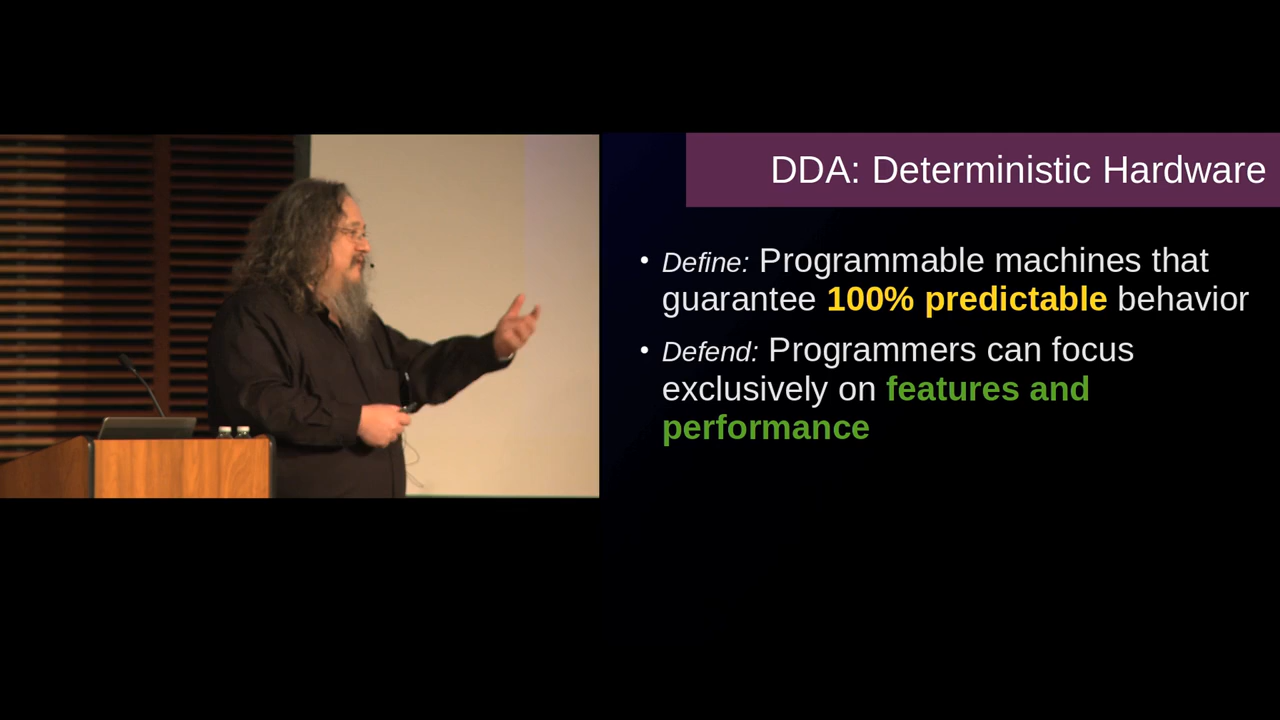 DDA: Deterministic Hardware
• Define: Programmable machines that
guarantee 100% predictable behavior
• Defend: Programmers can focus
exclusively on features and
performance